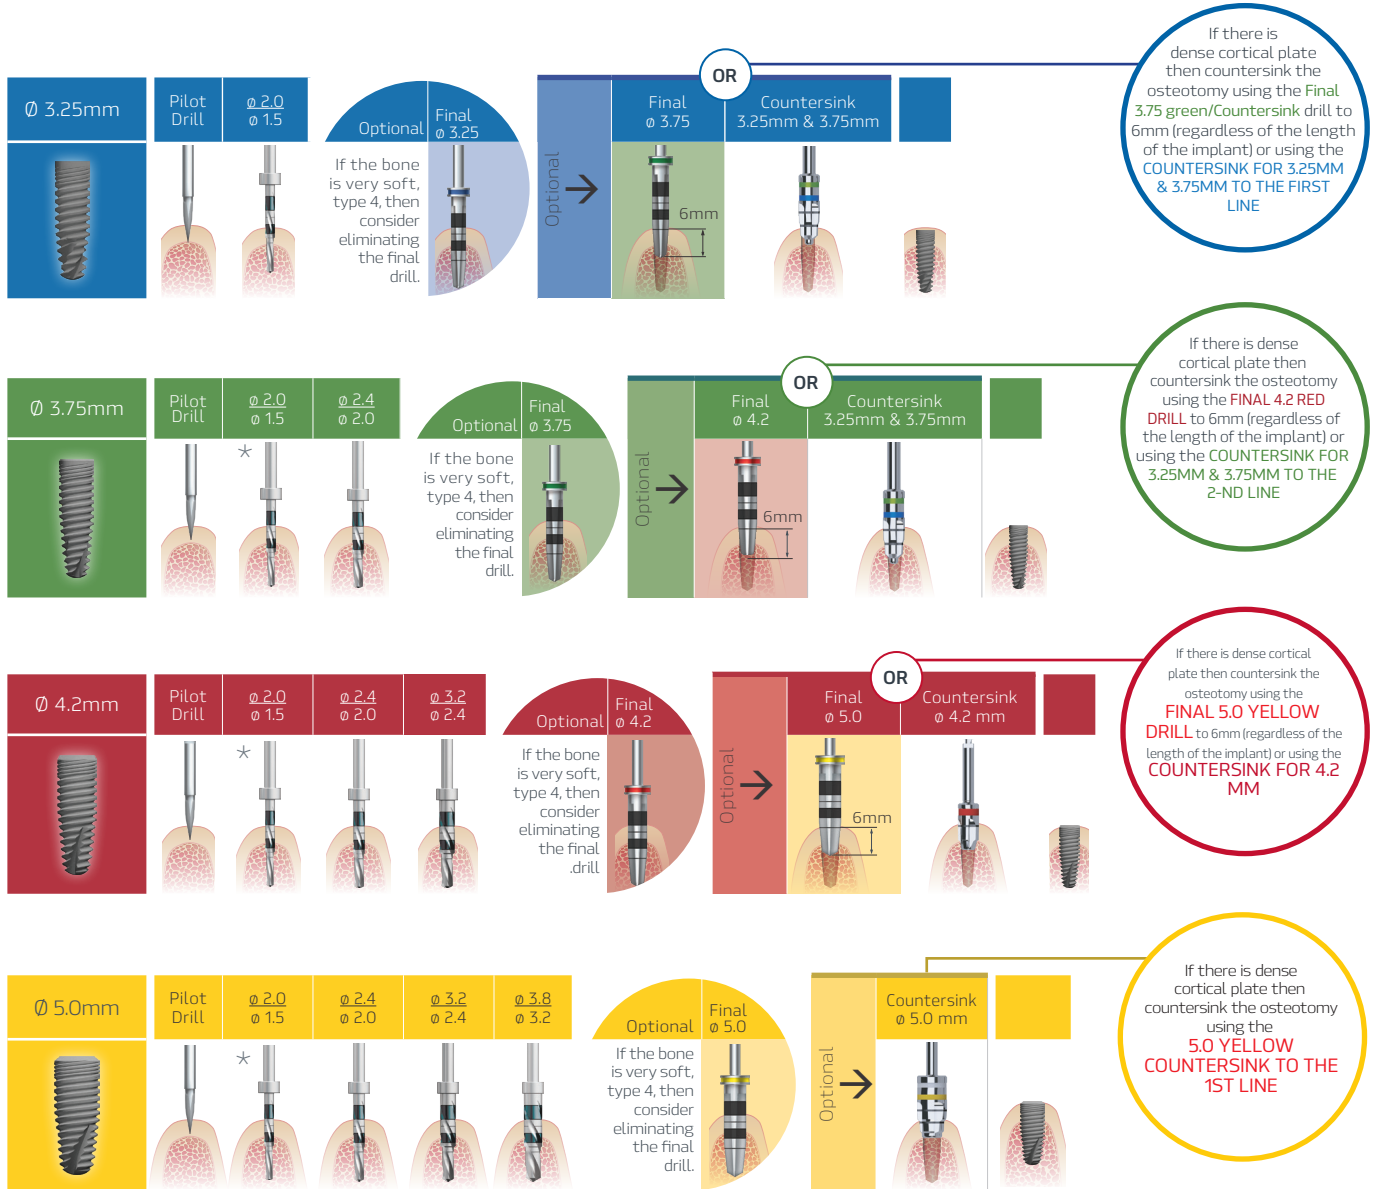 Ø 3.25mm
Pilot
Drill
ø 2.0
ø 1.5
Optional
Final
ø 3.25
If the bone
is very soft,
type 4, then
consider
eliminating
the final
drill.
Optional
OR
Final
ø 3.75
Countersink
3.25mm & 3.75mm
6mm
If there is
dense cortical plate
then countersink the
osteotomy using the Final
3.75 green/Countersink drill to
6mm (regardless of the length
of the implant) or using the
COUNTERSINK FOR 3.25MM
& 3.75MM TO THE FIRST
LINE
Ø 3.75mm
Pilot
Drill
ø 2.0
ø 1.5
ø 2.4
ø 2.0
*
Optional
Final
ø 3.75
If the bone
is very soft,
type 4, then
consider
eliminating
the final
drill.
Optional
OR
Final
ø 4.2
Countersink
3.25mm & 3.75mm
6mm
If there is dense
cortical plate then
countersink the osteotomy
using the FINAL 4.2 RED
DRILL to 6mm (regardless of
the length of the implant) or
using the COUNTERSINK FOR
3.25MM & 3.75MM TO THE
2-ND LINE
Ø 4.2mm
Pilot
Drill
ø 2.0
ø 1.5
ø 2.4
ø 2.0
ø 3.2
ø 2.4
*
Optional
Final
ø 4.2
If the bone
is very soft,
type 4, then
consider
eliminating
the final
.drill
Optional
OR
Final
ø 5.0
Countersink
ø 4.2 mm
6mm
If there is dense cortical
plate then countersink the
osteotomy using the
FINAL 5.0 YELLOW
DRILL to 6mm (regardless of the
length of the implant) or using the
COUNTERSINK FOR 4.2
MM
Ø 5.0mm
Pilot
Drill
ø 2.0
ø 1.5
ø 2.4
ø 2.0
ø 3.2
ø 2.4
ø 3.8
ø 3.2
*
Optional
Final
ø 5.0
If the bone
is very soft,
type 4, then
consider
eliminating
the final
drill.
Optional
Countersink
ø 5.0 mm
If there is dense
cortical plate then
countersink the osteotomy
using the
5.0 YELLOW
COUNTERSINK TO THE
1ST LINE